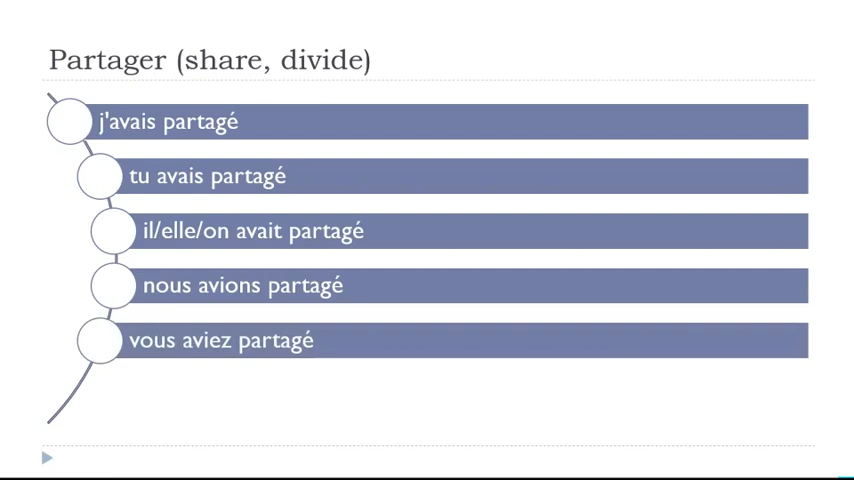 Partager (share, divide)
j'avais partagé
tu avais partagé
il/elle/on avait partagé
nous avions partagé
vous aviez partagé